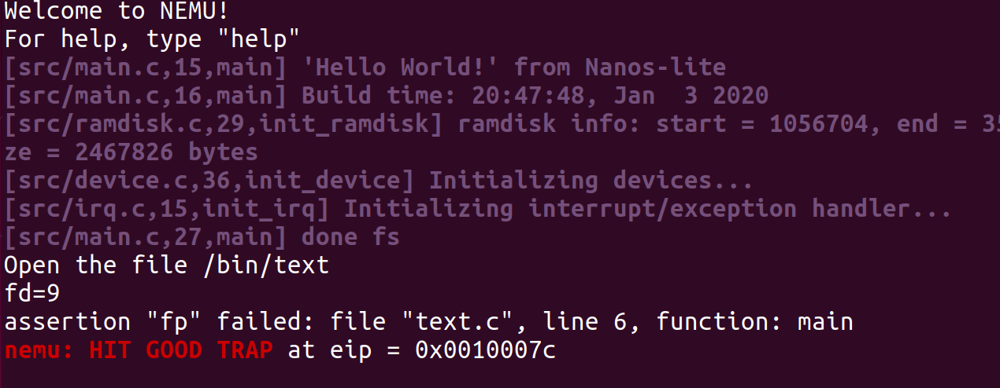 Welcome to NEMU!
For help, type "help"
[src/main.c,15,main] 'Hello World!' from Nanos-lite
[src/main.c,16,main] Build time: 20:47:48, Jan  3 2020
[src/ramdisk.c,29,init_ramdisk] ramdisk info: start = 1056704, end = 35
ze = 2467826 bytes
[src/device.c,36,init_device] Initializing devices...
[src/irq.c,15,init_irq] Initializing interrupt/exception handler...
[src/main.c,27,main] done fs
Open the file /bin/text
fd=9
assertion "fp" failed: file "text.c", line 6, function: main
nemu: HIT GOOD TRAP at eip = 0x0010007c